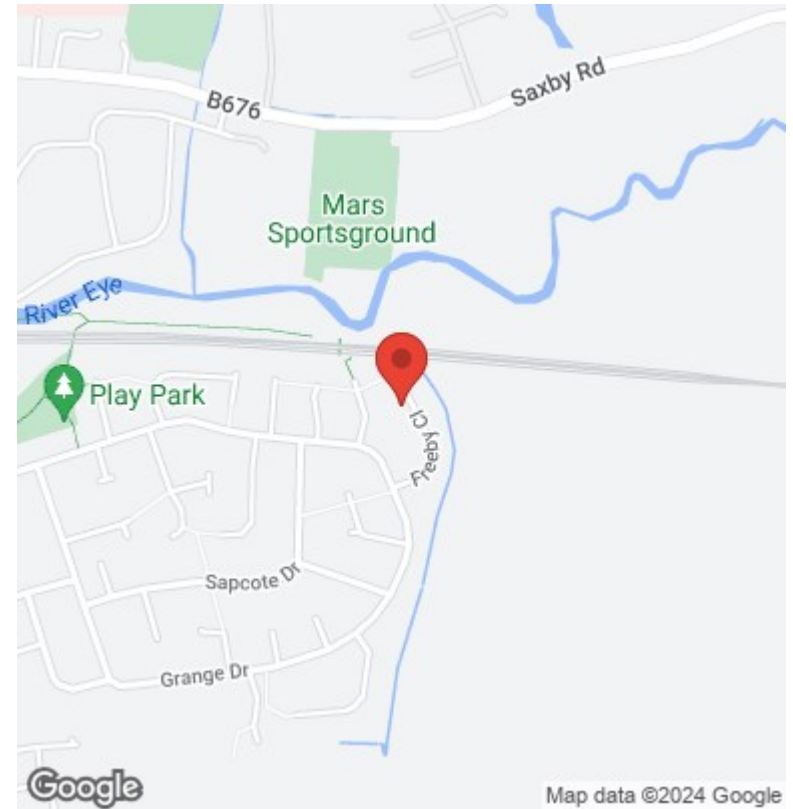 Saxby Rd
B676
Mars
Sportsground
River Eye
Play Park
Freeby Cl
Sapcote Dr
Grange Dr
Google
Map data ©2024 Google